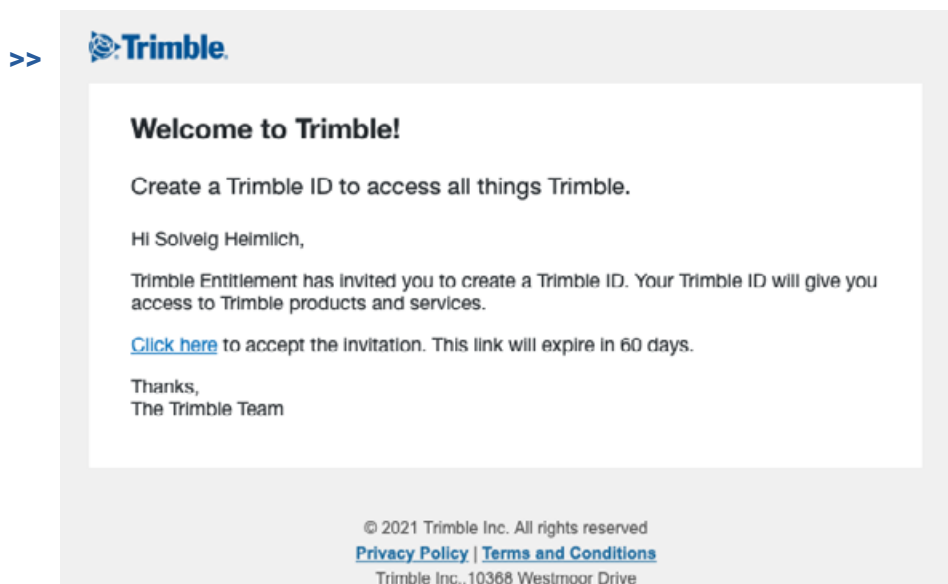 >>
Trimble
Welcome to Trimble!
Create a Trimble ID to access all things Trimble.
Hi Solveig Heimlich,
Trimble Entitlement has invited you to create a Trimble ID. Your Trimble ID will give you
access to Trimble products and services.
Click here to accept the invitation. This link will expire in 60 days.
Thanks,
The Trimble Team
© 2021 Trimble Inc. All rights reserved
Privacy Policy | Terms and Conditions
Trimble Inc.,10368 Westmoor Drive